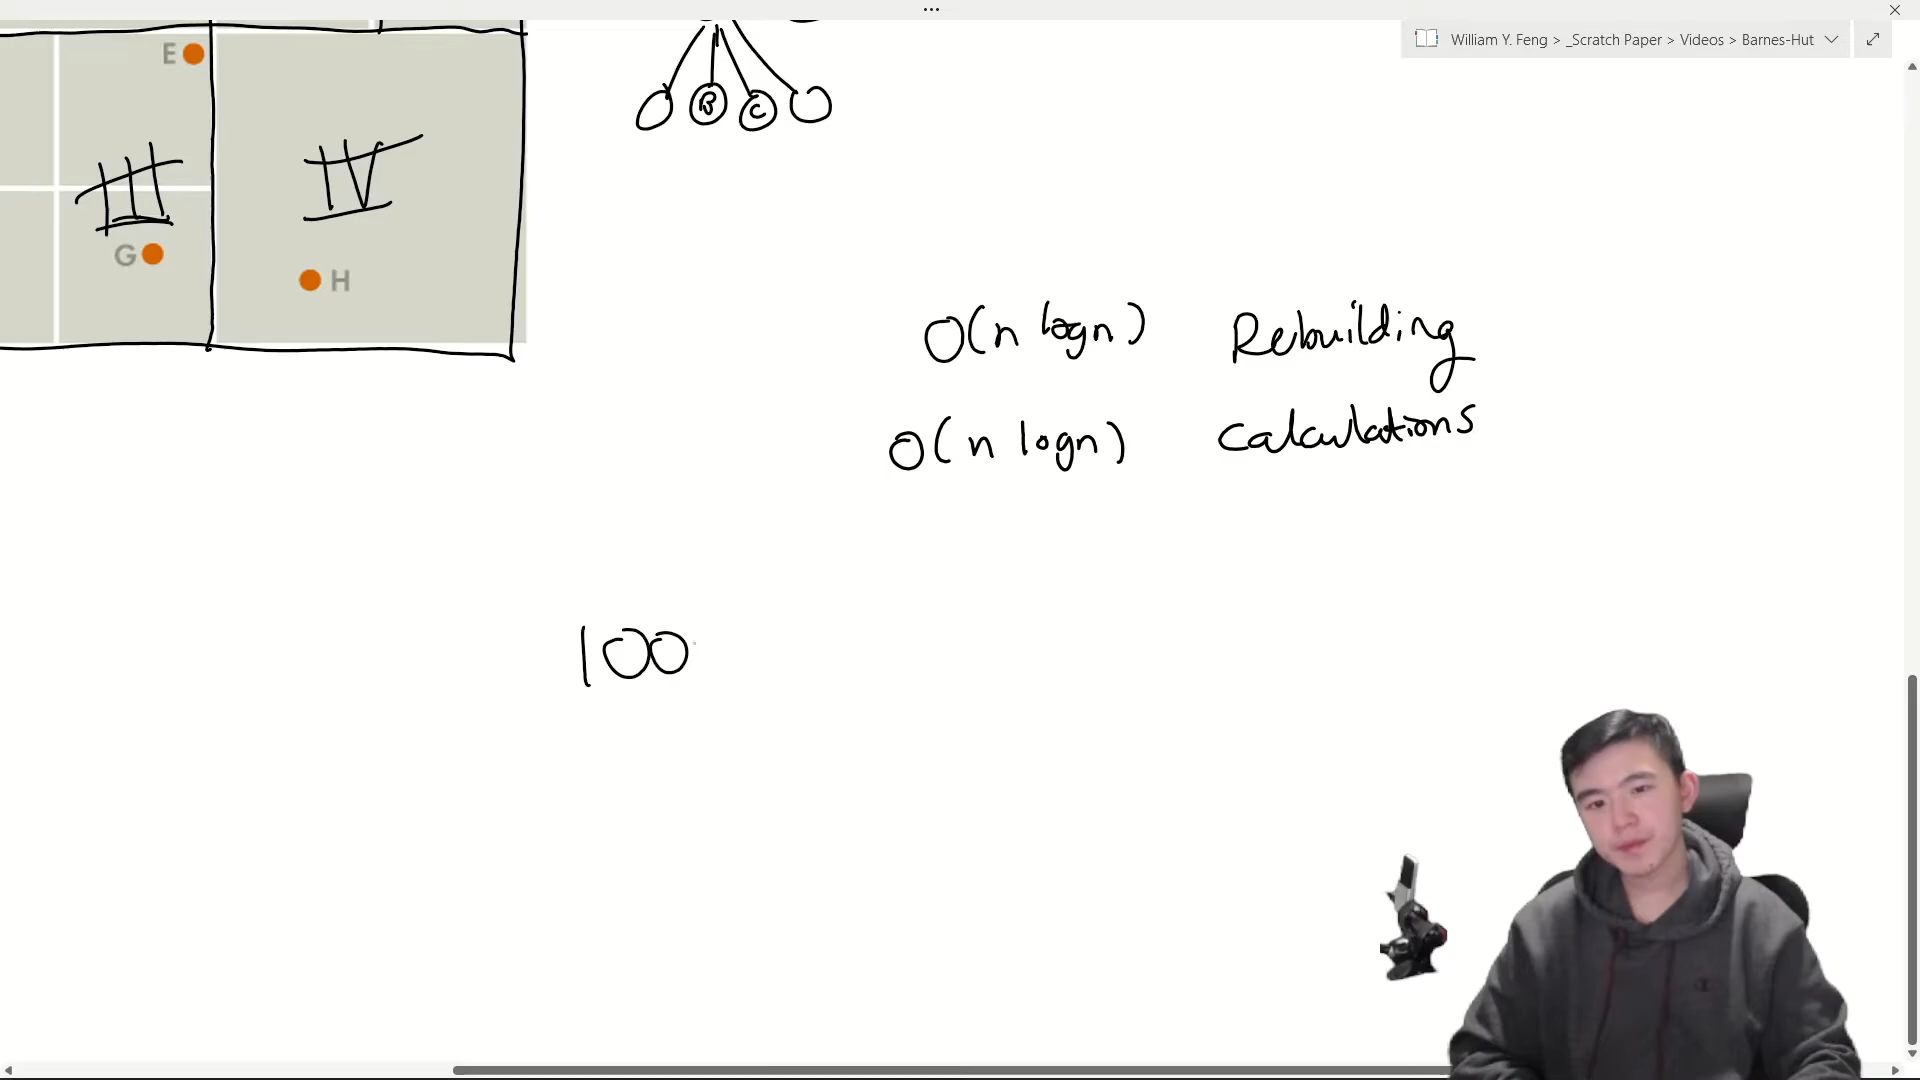 William Y. Feng > _Scratch Paper > Videos > Barnes-Hut
E
B
C
III
IV
G
H
O(n logn) Rebuilding
O(n logn) Calculations
100